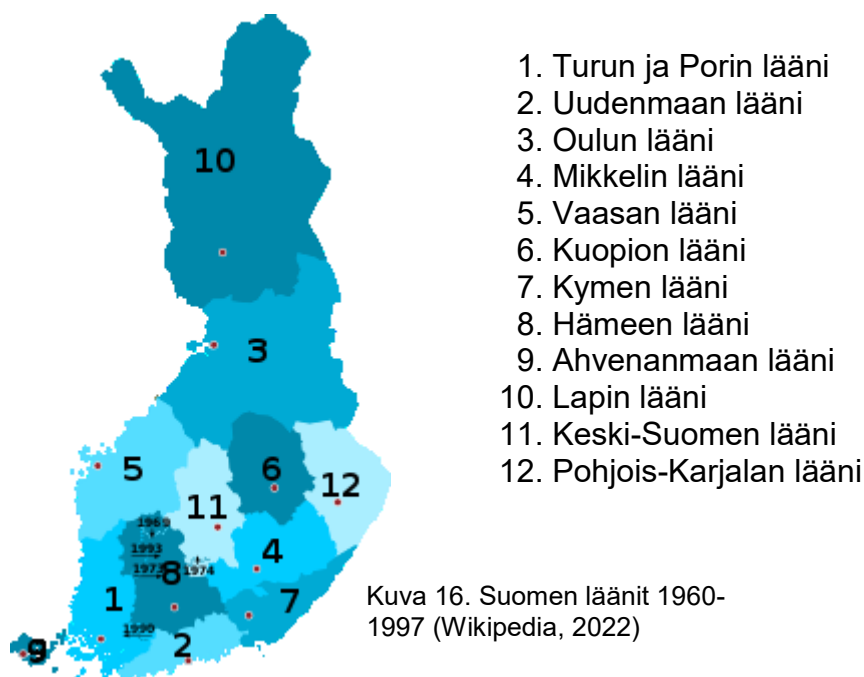 1. Turun ja Porin lääni
2. Uudenmaan lääni
3. Oulun lääni
4. Mikkelin lääni
5. Vaasan lääni
6. Kuopion lääni
7. Kymen lääni
8. Hämeen lääni
9. Ahvenanmaan lääni
10. Lapin lääni
11. Keski-Suomen lääni
12. Pohjois-Karjalan lääni
10
3
5
6
12
11
1969
1993
4
1973
8
1974
1
7
1990
2
9
Kuva 16. Suomen läänit 1960-
1997 (Wikipedia, 2022)